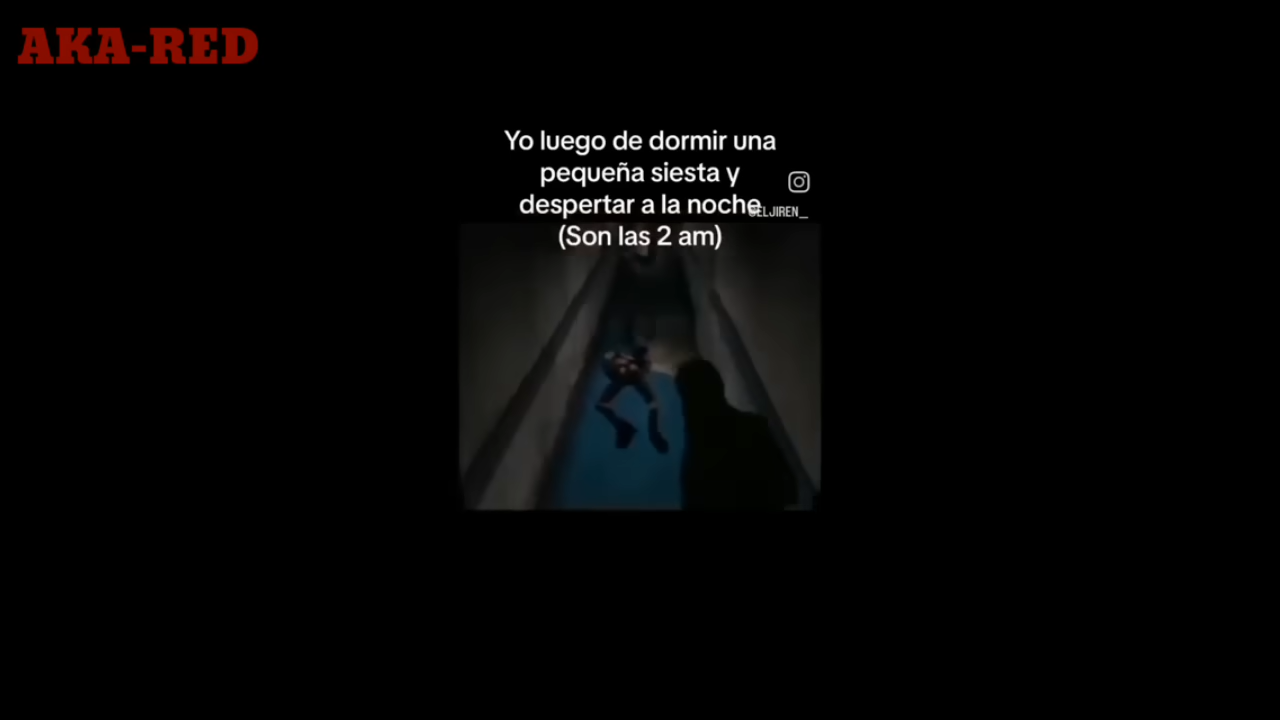 AKA-RED
Yo luego de dormir una
pequeña siesta y
despertar a la noche
@ELJIREN_
(Son las 2 am)